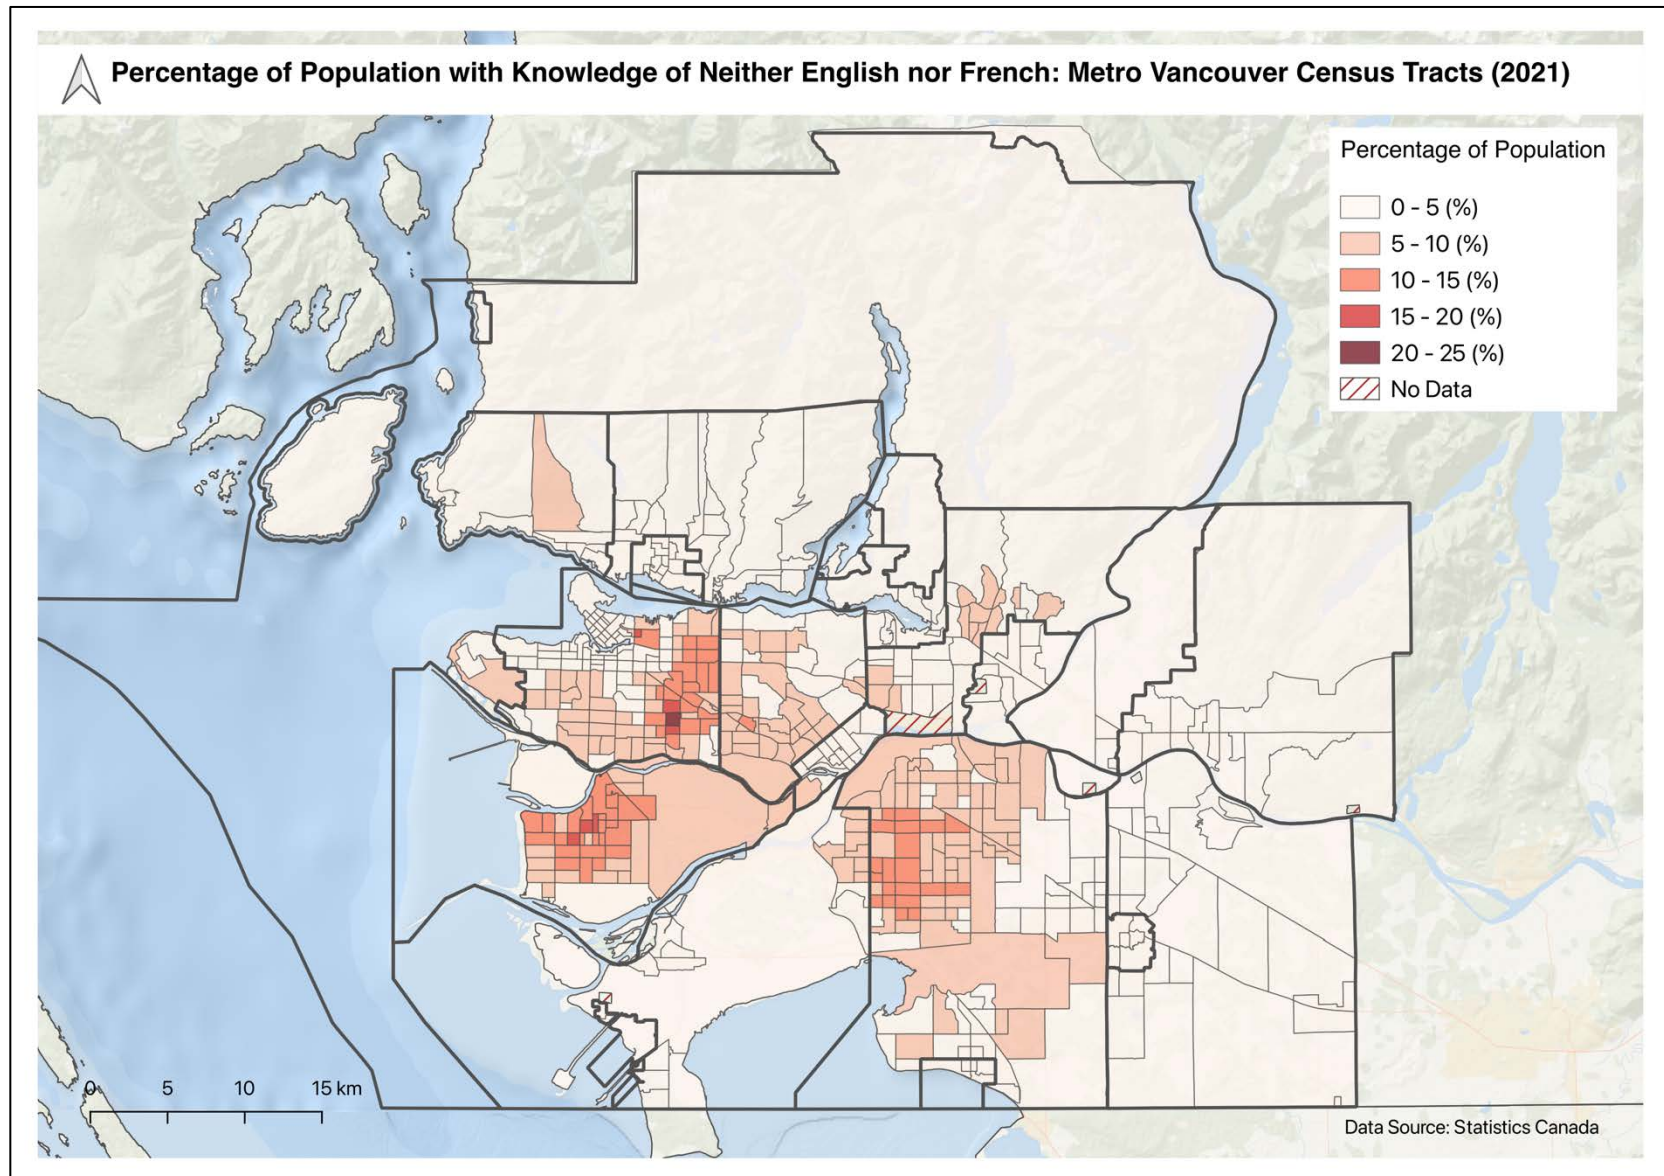 Percentage of Population with Knowledge of Neither English nor French: Metro Vancouver Census Tracts (2021)
Percentage of Population
0 - 5 (%)
5 - 10 (%)
10 - 15 (%)
15 - 20 (%)
20 - 25 (%)
No Data
0 5 10 15 km
Data Source: Statistics Canada